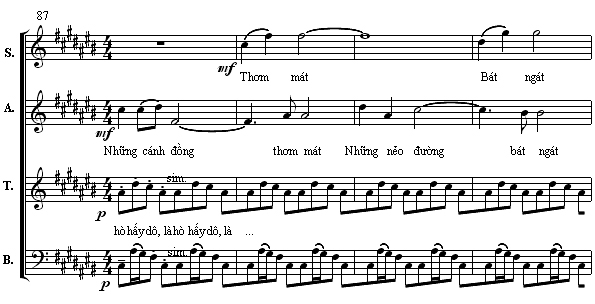 87
S.
mf
Thơm mát Bát ngát
A.
mf
Những cánh đồng thơm mát Những nẻo đường bát ngát
T.
sim.
p
hò hấy dô, là hò hấy dô, là ...
B.
sim.
p